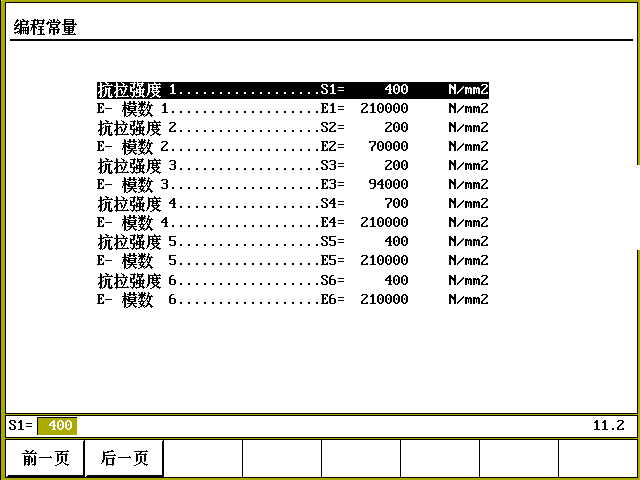 编程常量
抗拉强度 1..................S1= 400 N/mm2
E- 模数 1...................E1= 210000 N/mm2
抗拉强度 2..................S2= 200 N/mm2
E- 模数 2...................E2= 70000 N/mm2
抗拉强度 3..................S3= 200 N/mm2
E- 模数 3...................E3= 94000 N/mm2
抗拉强度 4..................S4= 700 N/mm2
E- 模数 4...................E4= 210000 N/mm2
抗拉强度 5..................S5= 400 N/mm2
E- 模数 5..................E5= 210000 N/mm2
抗拉强度 6..................S6= 400 N/mm2
E- 模数 6..................E6= 210000 N/mm2
S1= 400 11.2
前一页 后一页